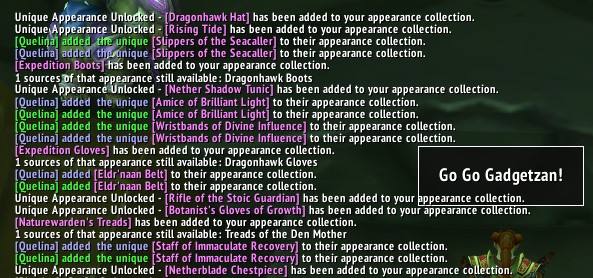 Unique Appearance Unlocked - [Dragonhawk Hat] has been added to your appearance collection.
Unique Appearance Unlocked - [Rising Tide] has been added to your appearance collection.
[Quelina] added the unique [Slippers of the Seacaller] to their appearance collection.
[Quelina] added the unique [Slippers of the Seacaller] to their appearance collection.
[Expedition Boots] has been added to your appearance collection.
1 sources of that appearance still available: Dragonhawk Boots
Unique Appearance Unlocked - [Nether Shadow Tunic] has been added to your appearance collection.
[Quelina] added the unique [Amice of Brilliant Light] to their appearance collection.
[Quelina] added the unique [Amice of Brilliant Light] to their appearance collection.
[Quelina] added the unique [Wristbands of Divine Influence] to their appearance collection.
[Quelina] added the unique [Wristbands of Divine Influence] to their appearance collection.
[Expedition Gloves] has been added to your appearance collection.
1 sources of that appearance still available: Dragonhawk Gloves
[Quelina] added the unique [Eldr'naan Belt] to their appearance collection.
[Quelina] added the unique [Eldr'naan Belt] to their appearance collection.
Unique Appearance Unlocked - [Rifle of the Stoic Guardian] has been added to your appearance collection.
Unique Appearance Unlocked - [Botanist's Gloves of Growth] has been added to your appearance collection.
[Naturewarden's Treads] has been added to your appearance collection.
1 sources of that appearance still available: Treads of the Den Mother
[Quelina] added the unique [Staff of Immaculate Recovery] to their appearance collection.
[Quelina] added the unique [Staff of Immaculate Recovery] to their appearance collection.
Unique Appearance Unlocked - [Netherblade Chestpiece] has been added to your appearance collection.
Go Go Gadgetzan!